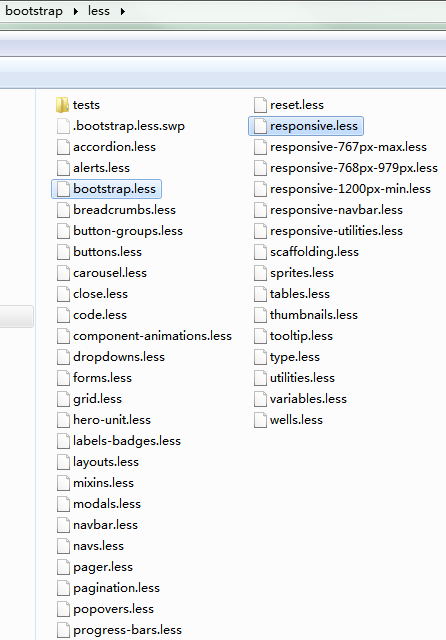 bootstrap ▸ less ▸
tests
.bootstrap.less.swp
accordion.less
alerts.less
bootstrap.less
breadcrumbs.less
button-groups.less
buttons.less
carousel.less
close.less
code.less
component-animations.less
dropdowns.less
forms.less
grid.less
hero-unit.less
labels-badges.less
layouts.less
mixins.less
modals.less
navbar.less
navs.less
pager.less
pagination.less
popovers.less
progress-bars.less
reset.less
responsive.less
responsive-767px-max.less
responsive-768px-979px.less
responsive-1200px-min.less
responsive-navbar.less
responsive-utilities.less
scaffolding.less
sprites.less
tables.less
thumbnails.less
tooltip.less
type.less
utilities.less
variables.less
wells.less